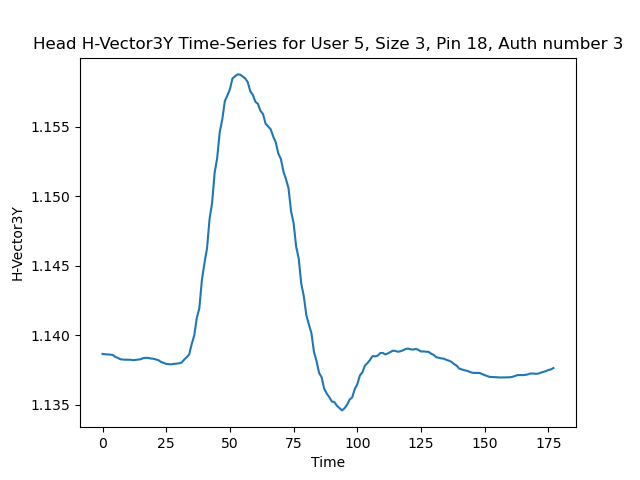 Head H-Vector3Y Time-Series for User 5, Size 3, Pin 18, Auth number 3
1.155
1.150
1.145
1.140
1.135
H-Vector3Y
0 25 50 75 100 125 150 175
Time